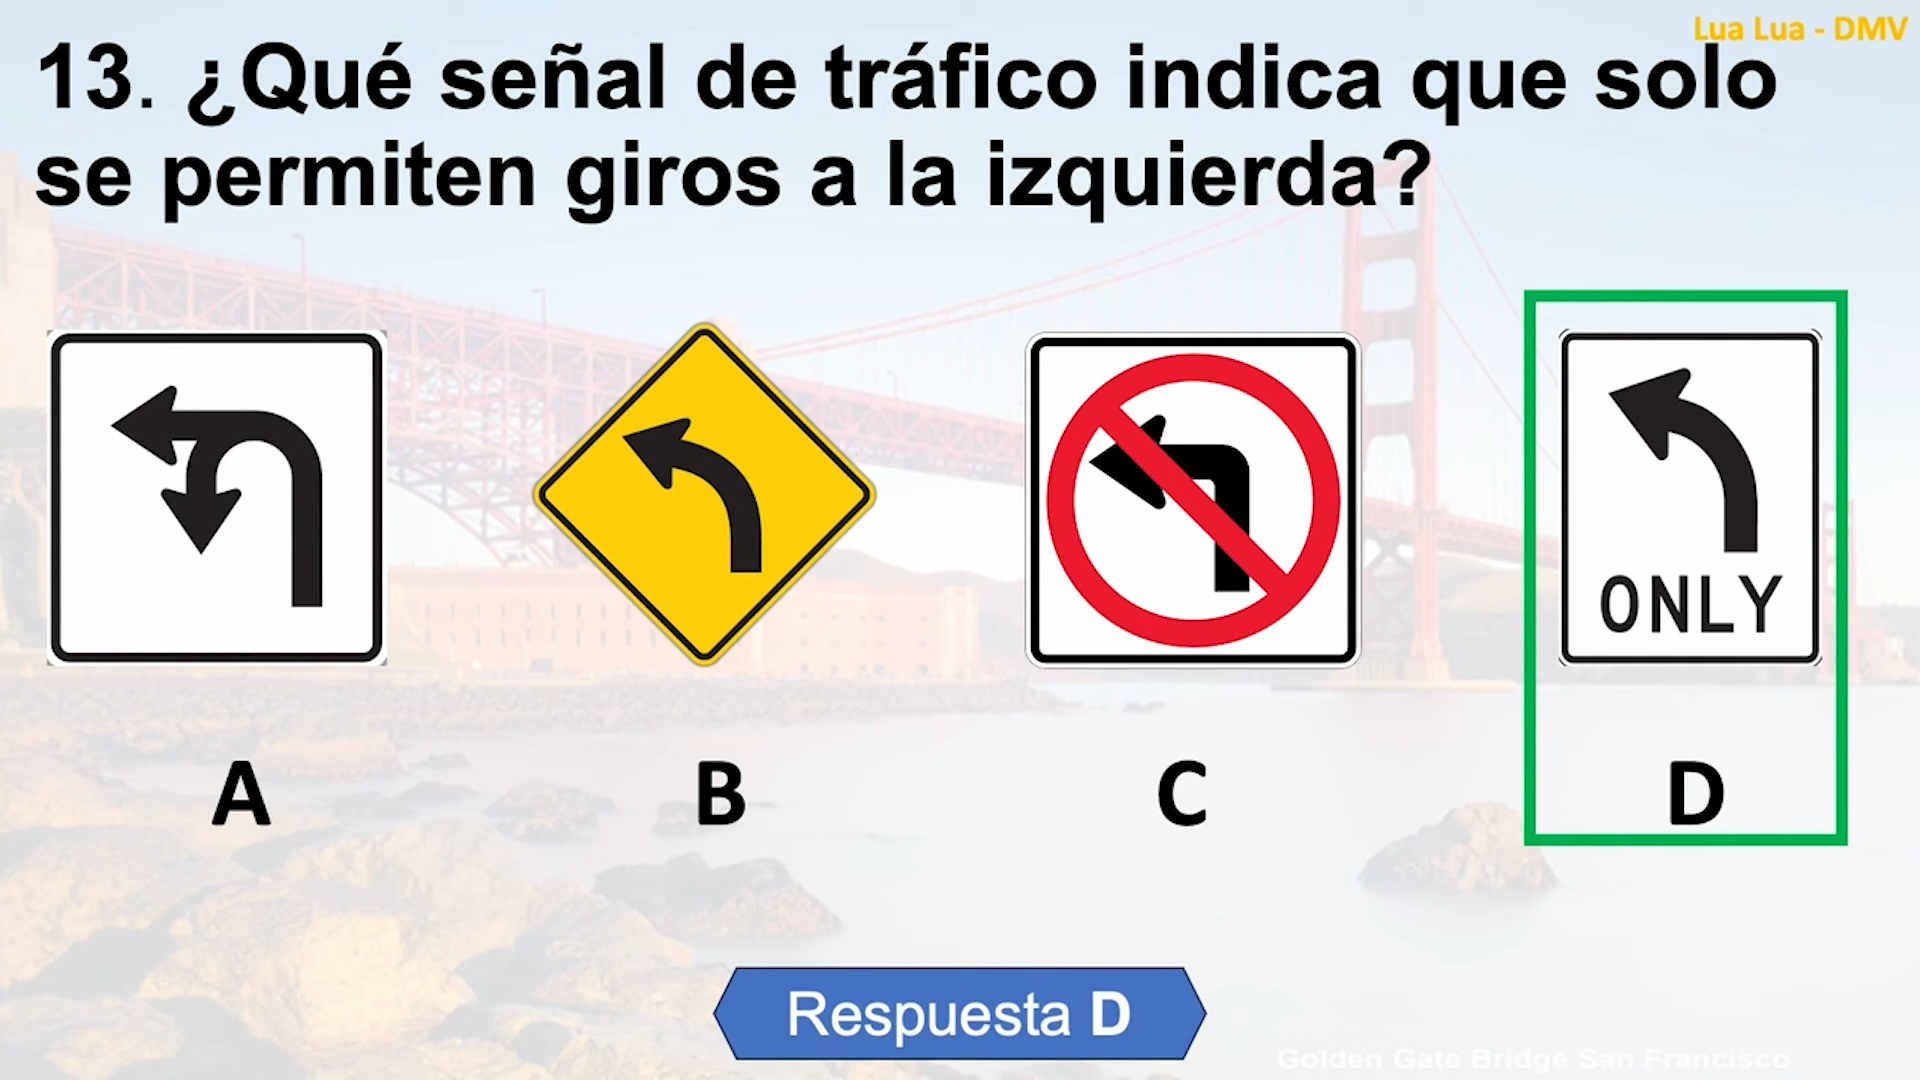 Lua Lua - DMV
13. ¿Qué señal de tráfico indica que solo
se permiten giros a la izquierda?
ONLY
A
B
C
D
Respuesta D
Golden Gate Bridge San Francisco